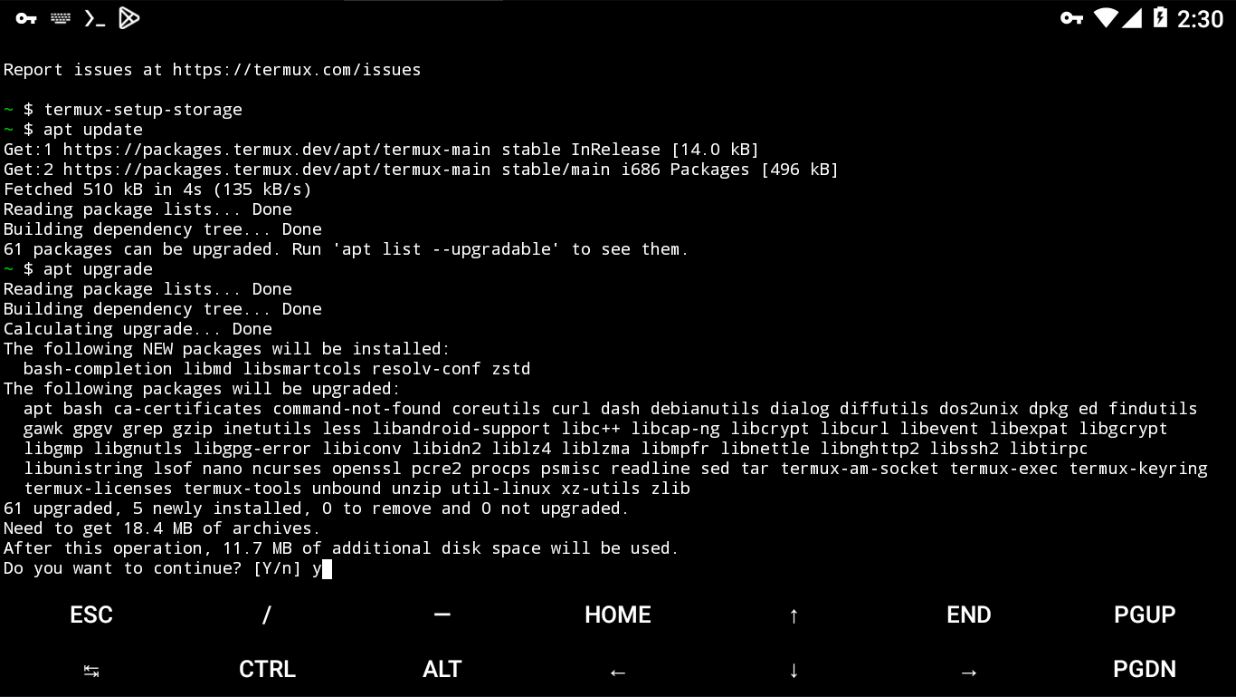 2:30
Report issues at https://termux.com/issues
~ $ termux-setup-storage
~ $ apt update
Get:1 https://packages.termux.dev/apt/termux-main stable InRelease [14.0 kB]
Get:2 https://packages.termux.dev/apt/termux-main stable/main i686 Packages [496 kB]
Fetched 510 kB in 4s (135 kB/s)
Reading package lists... Done
Building dependency tree... Done
61 packages can be upgraded. Run 'apt list --upgradable' to see them.
~ $ apt upgrade
Reading package lists... Done
Building dependency tree... Done
Calculating upgrade... Done
The following NEW packages will be installed:
bash-completion libmd libsmartcols resolv-conf zstd
The following packages will be upgraded:
apt bash ca-certificates command-not-found coreutils curl dash debianutils dialog diffutils dos2unix dpkg ed findutils
gawk gpgv grep gzip inetutils less libandroid-support libc++ libcap-ng libcrypt libcurl libevent libexpat libgcrypt
libgmp libgnutls libgpg-error libiconv libidn2 liblz4 liblzma libmpfr libnettle libnghttp2 libssh2 libtirpc
libunistring lsof nano ncurses openssl pcre2 procps psmisc readline sed tar termux-am-socket termux-exec termux-keyring
termux-licenses termux-tools unbound unzip util-linux xz-utils zlib
61 upgraded, 5 newly installed, 0 to remove and 0 not upgraded.
Need to get 18.4 MB of archives.
After this operation, 11.7 MB of additional disk space will be used.
Do you want to continue? [Y/n] y
ESC / — HOME ↑ END PGUP
↹ CTRL ALT ← ↓ → PGDN